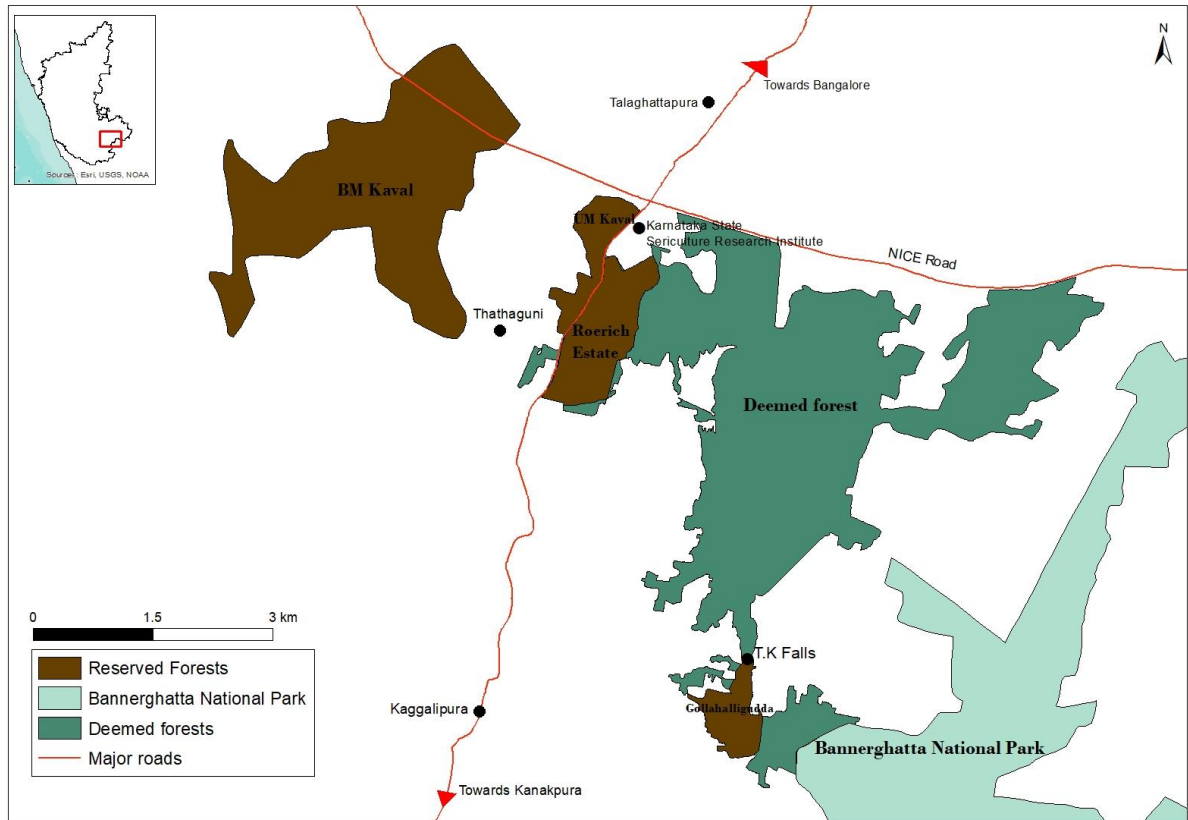 Sources: Esri, USGS, NOAA
N
Towards Bangalore
Talaghattapura
BM Kaval
UM Kaval
Karnataka State
Sericulture Research Institute
NICE Road
Thathaguni
Roerich
Estate
Deemed forest
T.K Falls
Gollahalligudda
Kaggalipura
Bannerghatta National Park
Towards Kanakpura
0 1.5 3 km
Reserved Forests
Bannerghatta National Park
Deemed forests
Major roads